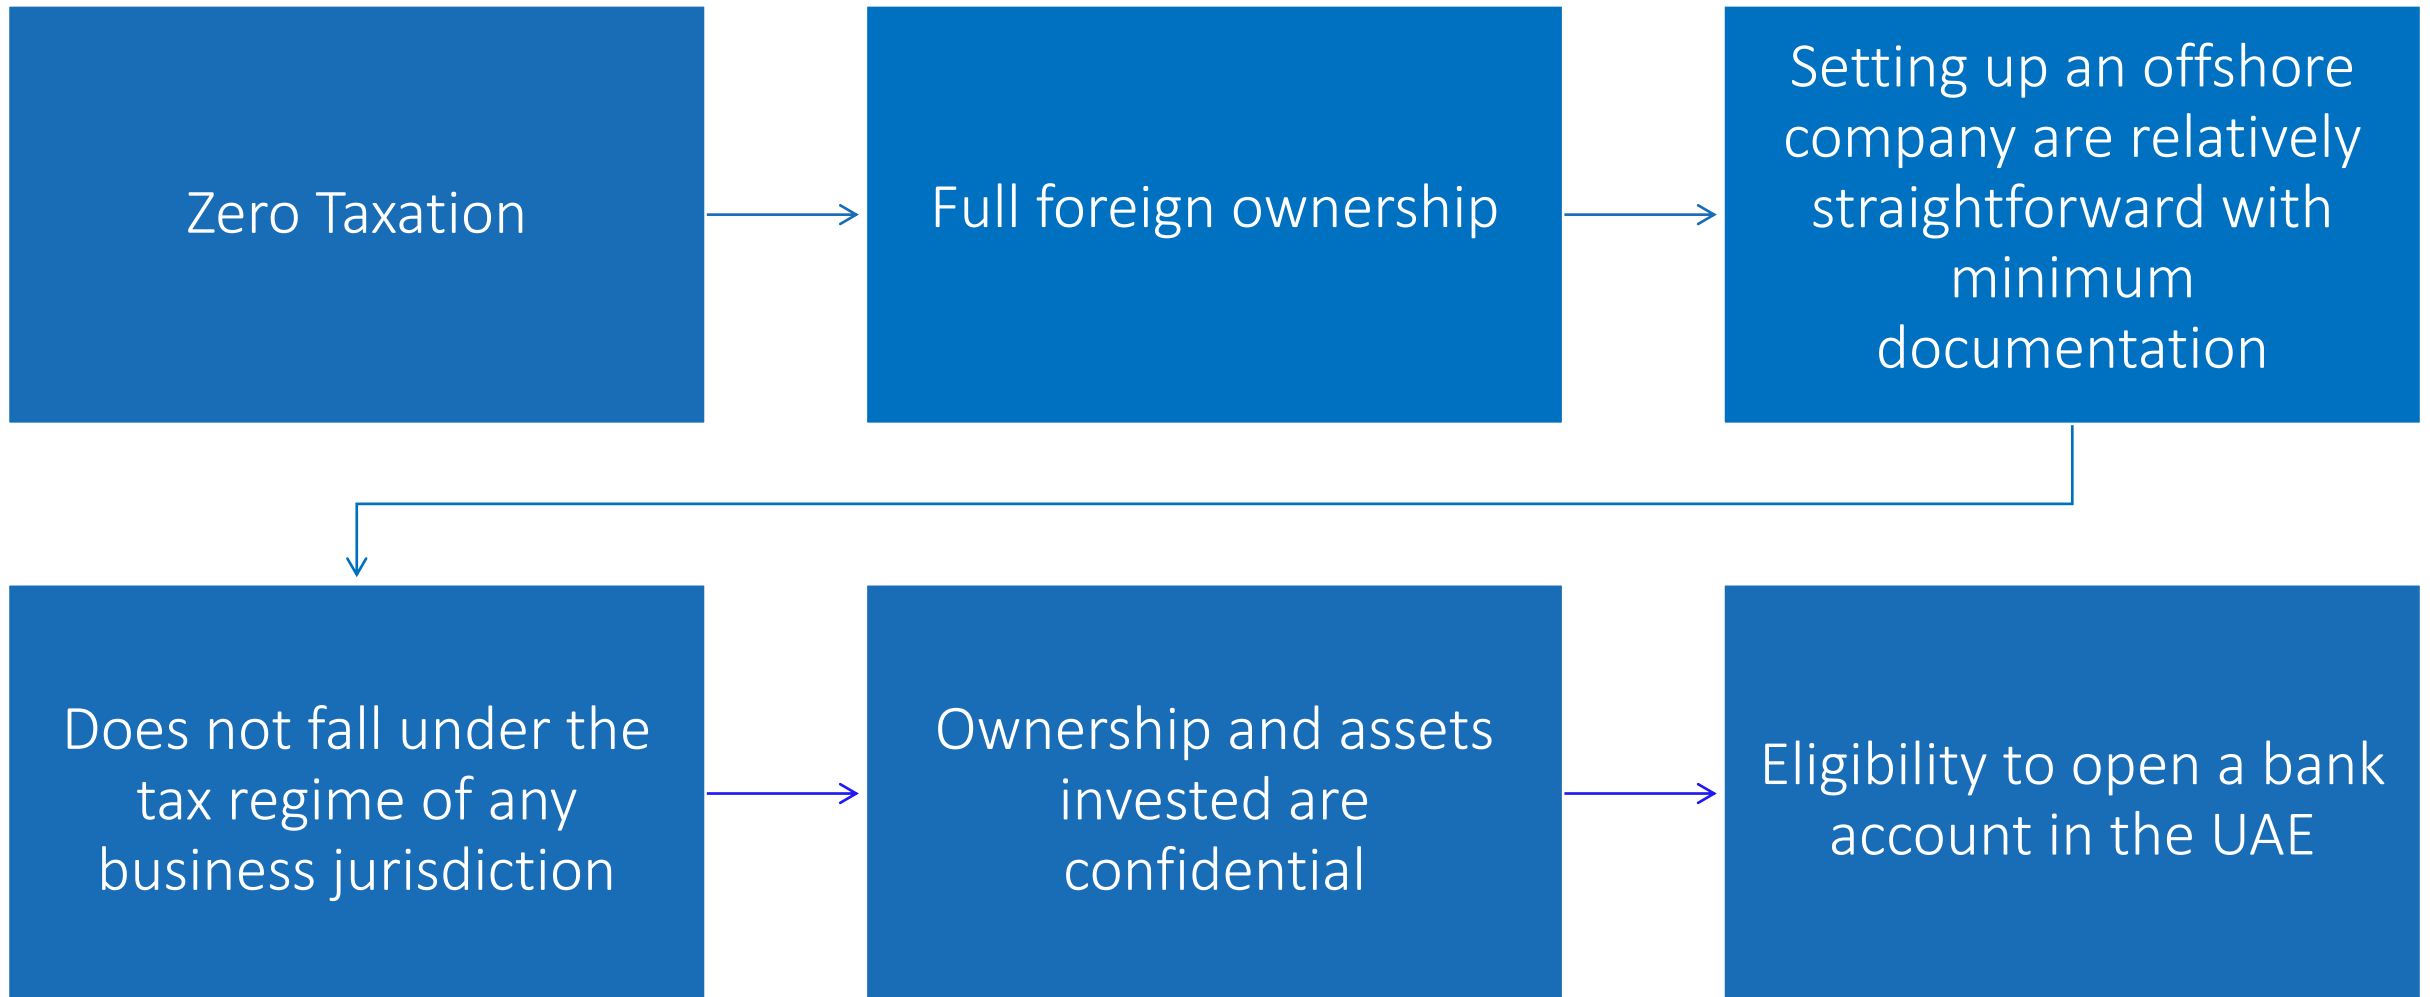 Zero Taxation
Full foreign ownership
Setting up an offshore
company are relatively
straightforward with
minimum
documentation
Does not fall under the
tax regime of any
business jurisdiction
Ownership and assets
invested are
confidential
Eligibility to open a bank
account in the UAE